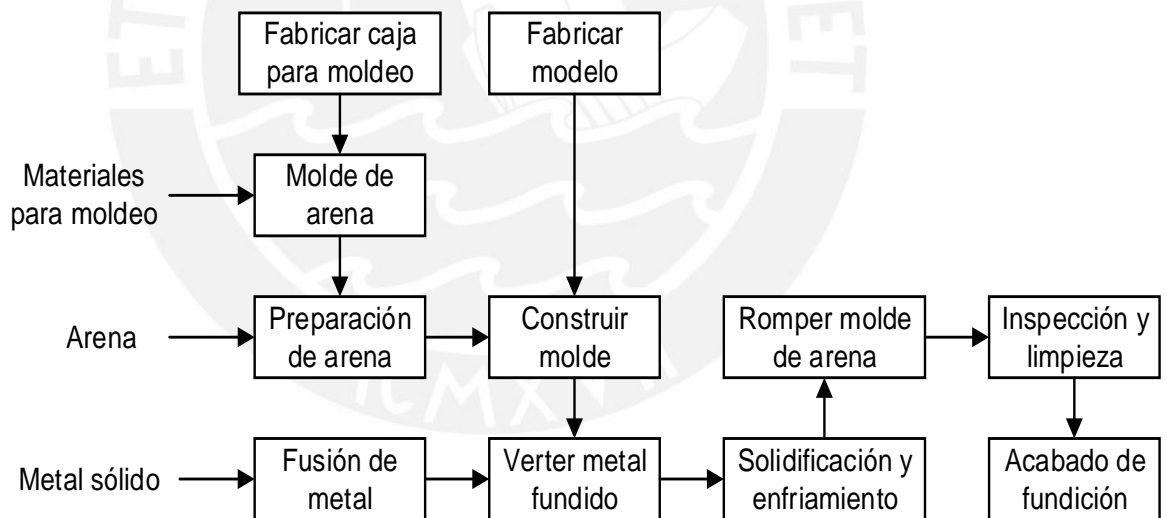 Fabricar caja
para moldeo
Fabricar
modelo
Materiales
para moldeo
Molde de
arena
Arena
Preparación
de arena
Construir
molde
Romper molde
de arena
Inspección y
limpieza
Metal sólido
Fusión de
metal
Verter metal
fundido
Solidificación y
enfriamiento
Acabado de
fundición